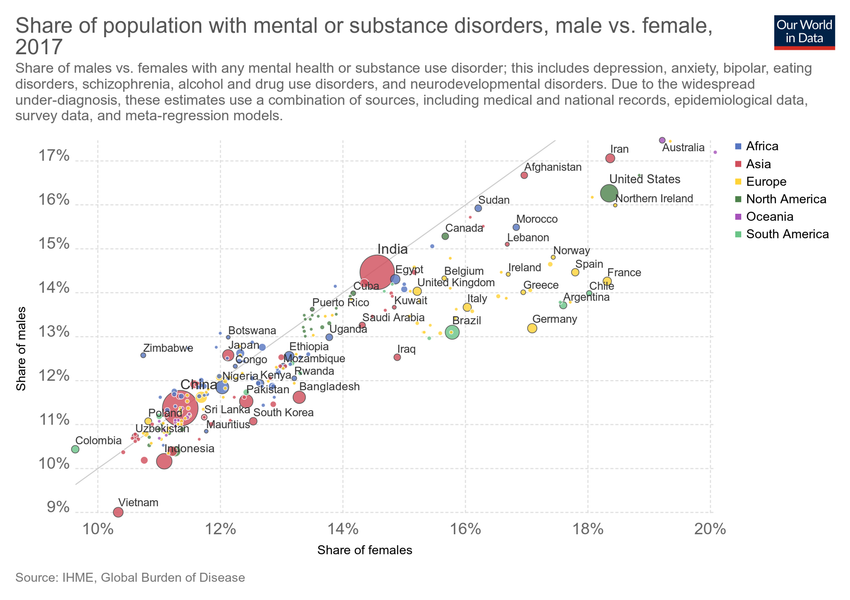 Share of population with mental or substance disorders, male vs. female,
2017
Our World
in Data
Share of males vs. females with any mental health or substance use disorder; this includes depression, anxiety, bipolar, eating
disorders, schizophrenia, alcohol and drug use disorders, and neurodevelopmental disorders. Due to the widespread
under-diagnosis, these estimates use a combination of sources, including medical and national records, epidemiological data,
survey data, and meta-regression models.
17%
16%
15%
14%
13%
12%
11%
10%
9%
Share of males
Iran
Australia
Afghanistan
United States
Northern Ireland
Sudan
Morocco
Canada
Lebanon
India
Norway
Egypt
Belgium
Ireland
Spain
France
Cuba
United Kingdom
Greece
Chile
Puerto Rico
Kuwait
Italy
Argentina
Saudi Arabia
Brazil
Germany
Botswana
Uganda
Zimbabwe
Japan
Ethiopia
Iraq
Congo
Mozambique
Nigeria
Kenya
Rwanda
China
Pakistan
Bangladesh
Poland
Sri Lanka
South Korea
Uzbekistan
Mauritius
Colombia
Indonesia
Vietnam
10%
12%
14%
16%
18%
20%
Share of females
Africa
Asia
Europe
North America
Oceania
South America
Source: IHME, Global Burden of Disease